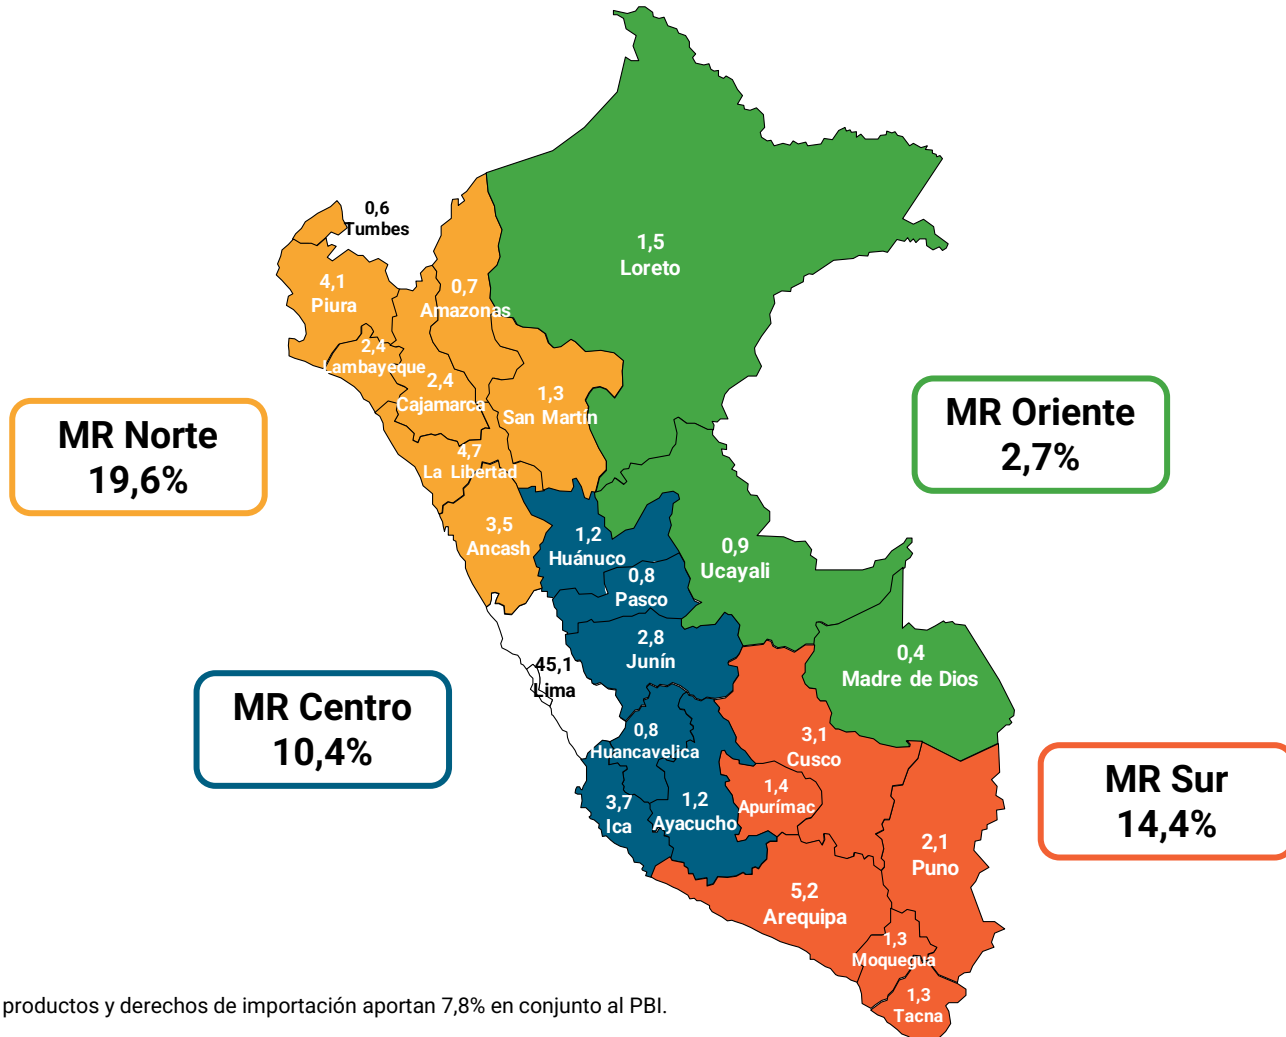 0,6
Tumbes
1,5
Loreto
4,1
Piura
0,7
Amazonas
2,4
Lambayeque
2,4
Cajamarca
1,3
San Martín
MR Oriente
2,7%
MR Norte
19,6%
4,7
La Libertad
3,5
Ancash
1,2
Huánuco
0,9
Ucayali
0,8
Pasco
2,8
Junín
0,4
Madre de Dios
45,1
Lima
MR Centro
10,4%
0,8
Huancavelica
3,1
Cusco
MR Sur
14,4%
1,4
Apurímac
3,7
Ica
1,2
Ayacucho
2,1
Puno
5,2
Arequipa
1,3
Moquegua
1,3
Tacna
productos y derechos de importación aportan 7,8% en conjunto al PBI.